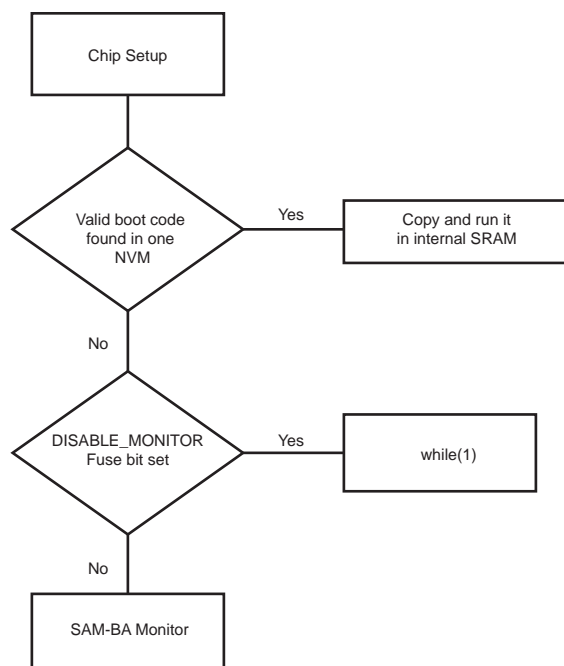 Chip Setup
Valid boot code
found in one
NVM
Yes
Copy and run it
in internal SRAM
No
DISABLE_MONITOR
Fuse bit set
Yes
while(1)
No
SAM-BA Monitor